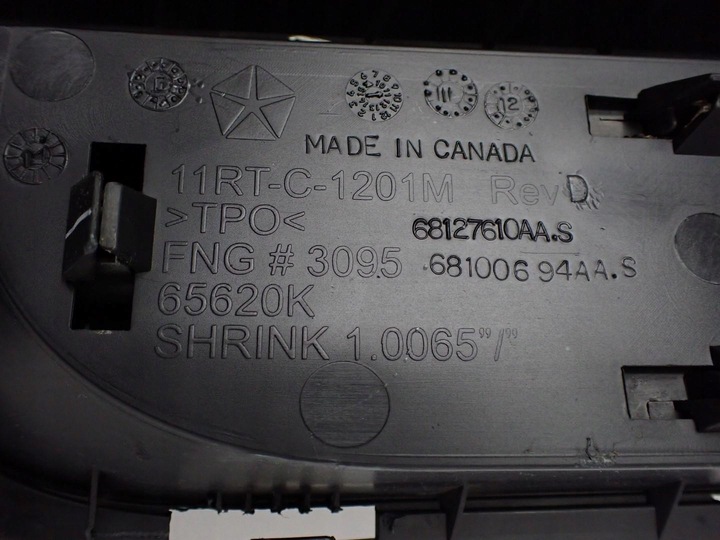 MADE IN CANADA
11RT-C-1201M Rev D
>TPO<
68127610AA.S
FNG # 3095
68100694AA.S
65620K
SHRINK 1.0065"/"